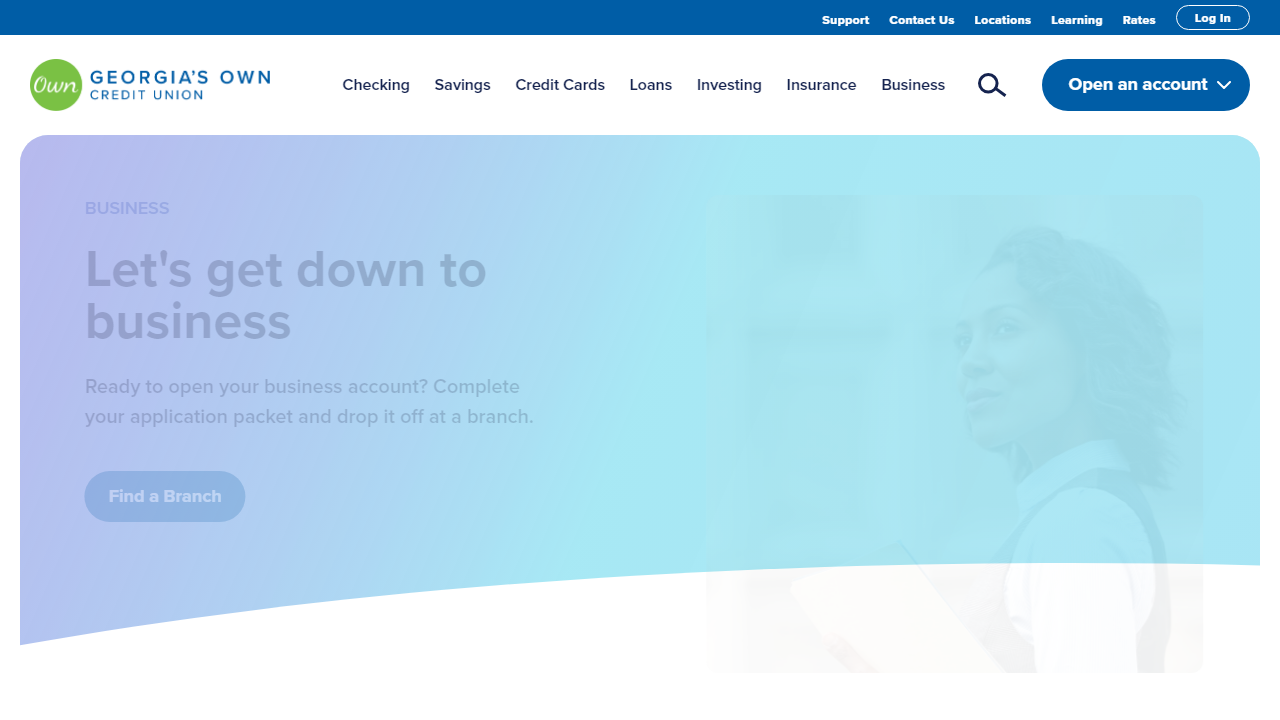 Support Contact Us Locations Learning Rates Log In
Own GEORGIA'S OWN
CREDIT UNION
Checking Savings Credit Cards Loans Investing Insurance Business Open an account
BUSINESS
Let's get down to
business
Ready to open your business account? Complete
your application packet and drop it off at a branch.
Find a Branch